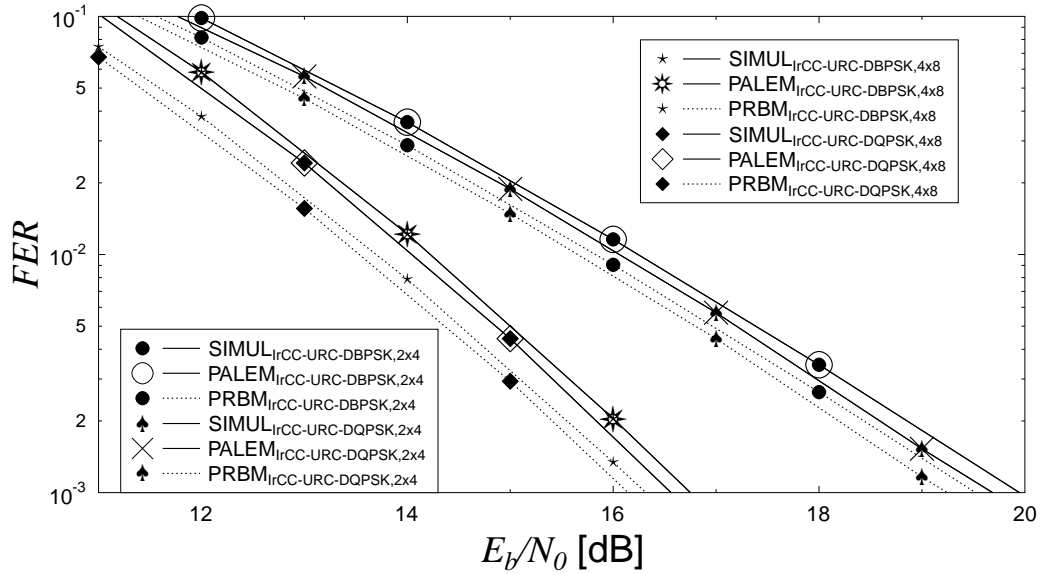 10^-1
5
2
10^-2
5
2
10^-3
FER
12
14
16
18
20
E_b/N_0 [dB]
SIMUL_IrCC-URC-DBPSK,4x8
PALEM_IrCC-URC-DBPSK,4x8
PRBM_IrCC-URC-DBPSK,4x8
SIMUL_IrCC-URC-DQPSK,4x8
PALEM_IrCC-URC-DQPSK,4x8
PRBM_IrCC-URC-DQPSK,4x8
SIMUL_IrCC-URC-DBPSK,2x4
PALEM_IrCC-URC-DBPSK,2x4
PRBM_IrCC-URC-DBPSK,2x4
SIMUL_IrCC-URC-DQPSK,2x4
PALEM_IrCC-URC-DQPSK,2x4
PRBM_IrCC-URC-DQPSK,2x4